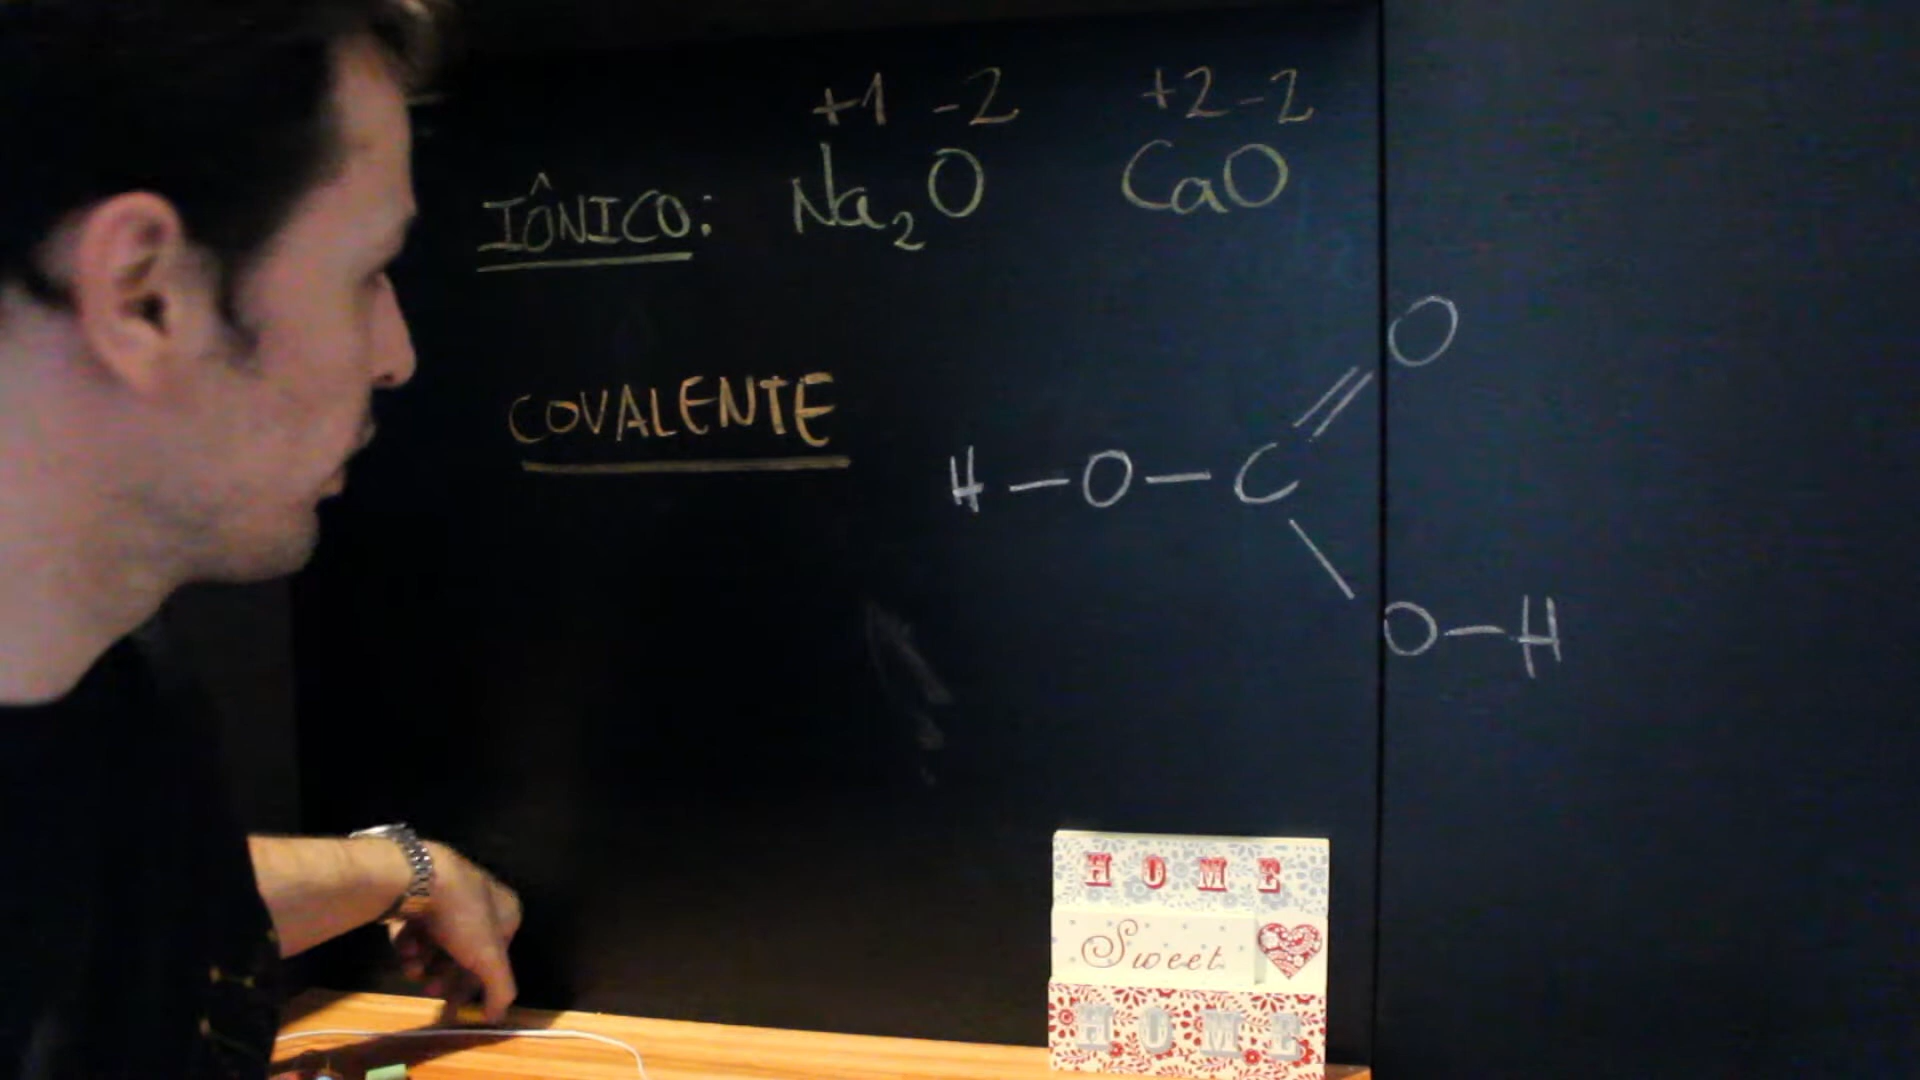 +1 -2 +2 -2
IÔNICO: Na₂O CaO
O
COVALENTE
H-O-C
O-H
HOME
Sweet
HOME